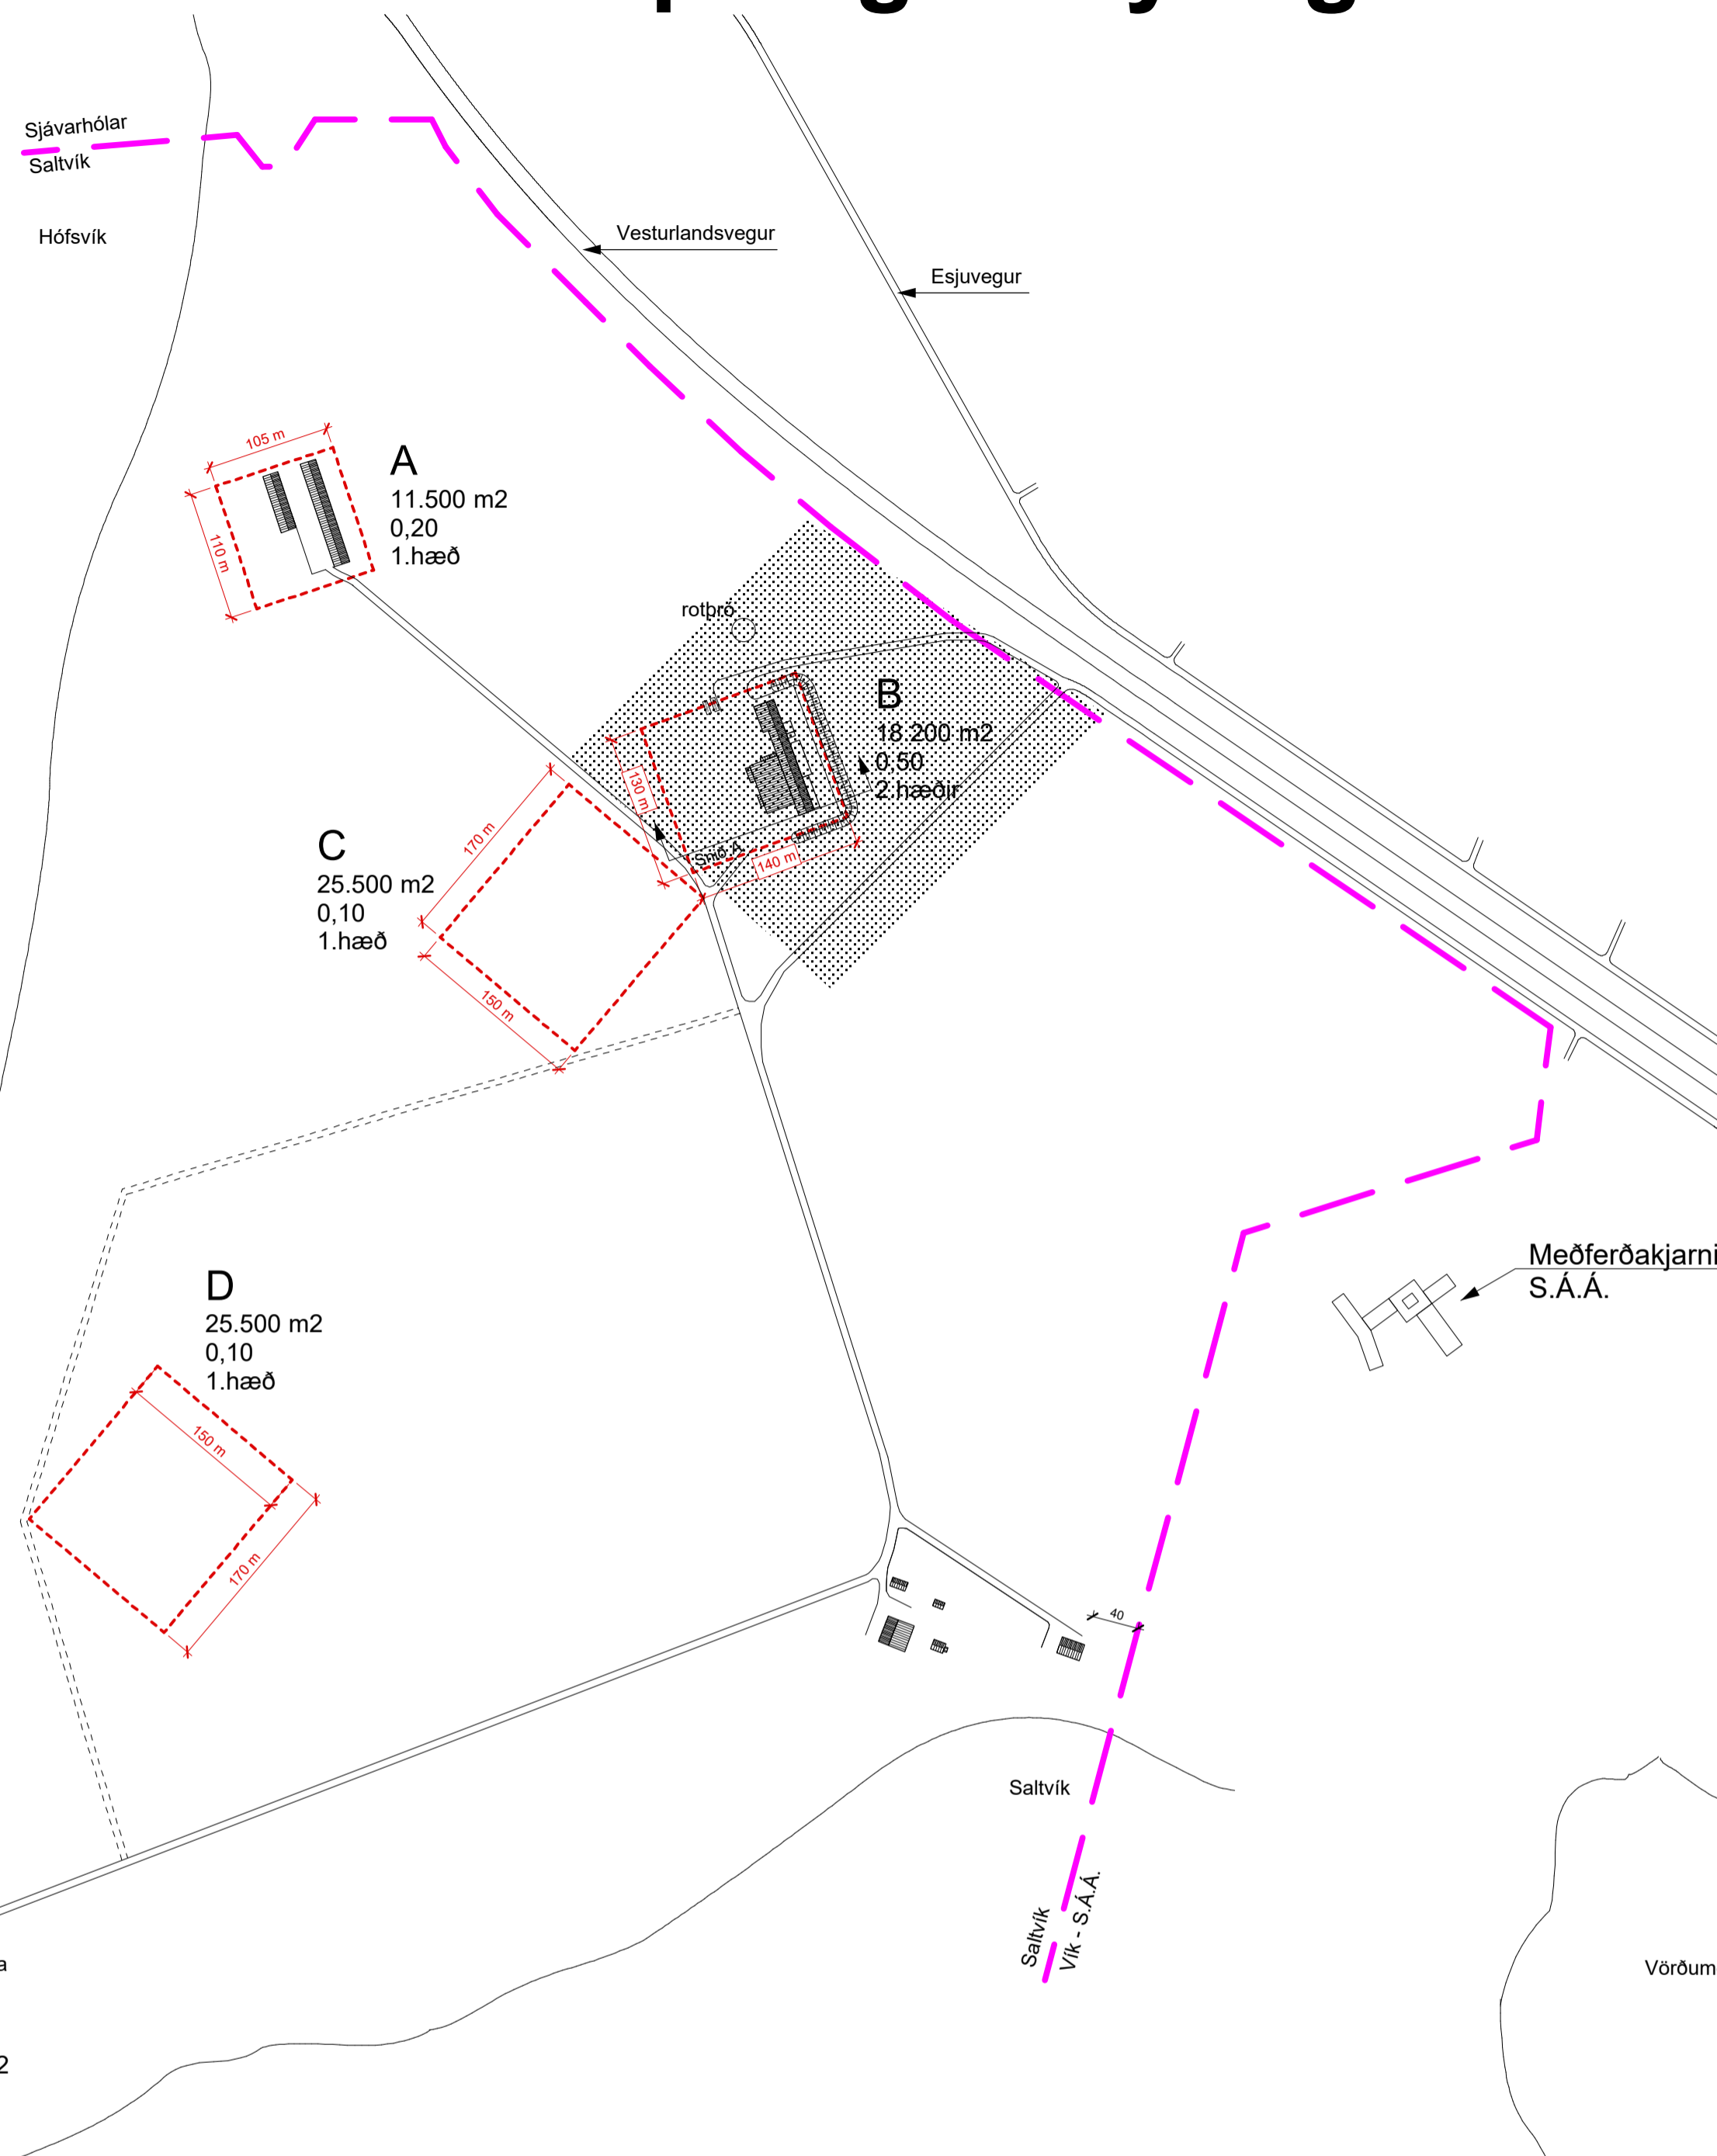 Sjávarhólar
Saltvík
Hófsvík
Vesturlandsvegur
Esjuvegur
105 m
110 m
A
11.500 m2
0,20
1.hæð
rotþró
B
18 200 m2
0 50
2 hæðir
130 m
Snið A
140 m
170 m
C
25.500 m2
0,10
1.hæð
150 m
Meðferðakjarni
S.Á.Á.
D
25.500 m2
0,10
1.hæð
150 m
170 m
40
Saltvík
Saltvík
Vík - S.Á.Á.
a
Vörðum
2